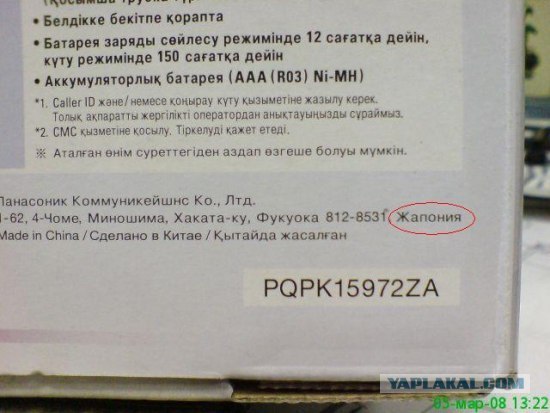 • Белдікке бекітпе қорапта
• Батарея заряды сөйлесу режимінде 12 сағатқа дейін,
күту режимінде 150 сағатқа дейін
• Аккумуляторлық батарея (AAA (R03) Ni-MH)
*1. Caller ID және/немесе қоңырау күту қызыметіне жазылу керек.
Толық ақпаратты жергілікті оператордан анықтауыңызды сұраймыз.
*2. СМС қызметіне қосылу. Тіркелуді қажет етеді.
※ Аталған өнім суреттегіден аздап өзгеше болуы мүмкін.
Панасоник Коммуникейшнс Ко., Лтд.
1-62, 4-Чоме, Миношима, Хаката-ку, Фукуока 812-8531, Жапония
Made in China / Сделано в Китае / Қытайда жасалған
PQPK15972ZA
YAPLAKAL.COM
03-мар-08 13:22